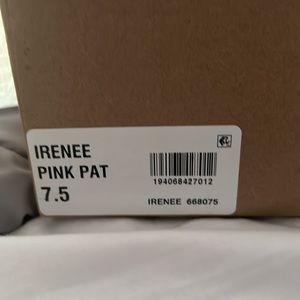 IRENEE
PINK PAT
7.5
194068427012
IRENEE 668075